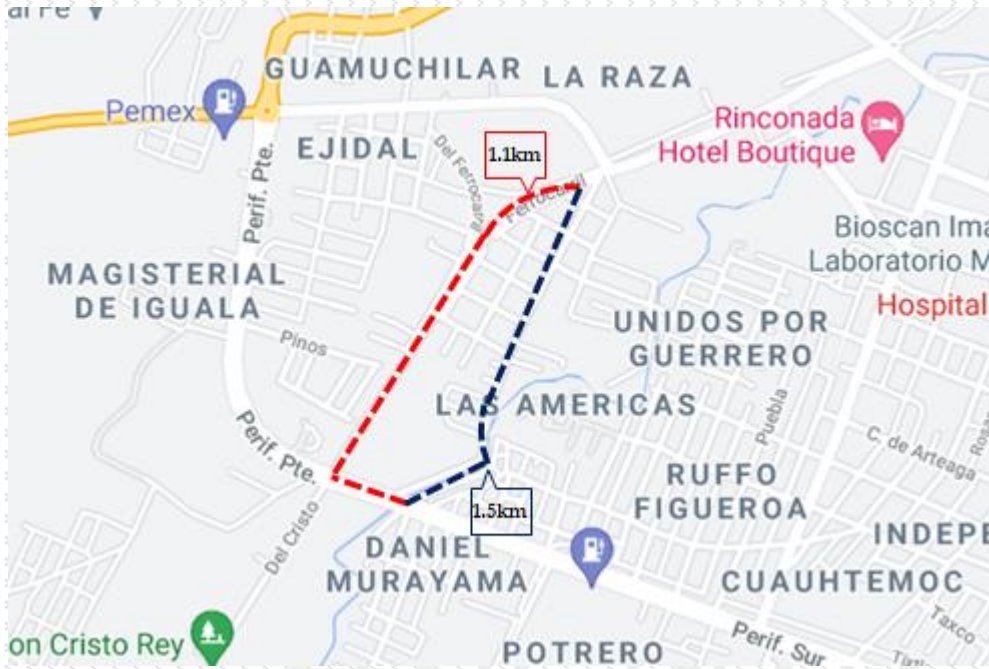 GUAMUCHILAR
LA RAZA
Pemex
Rinconada
Hotel Boutique
EJIDAL
1.1km
Del Ferrocarril
Ferrocarril
Perif. Pte.
Bioscan Ima
Laboratorio M
MAGISTERIAL
DE IGUALA
Hospital
UNIDOS POR
GUERRERO
Pinos
LAS AMERICAS
Puebla
Perif. Pte.
C. de Arteaga
RUFFO
FIGUEROA
1.5km
Del Cristo
INDEPE
DANIEL
MURAYAMA
CUAUHTEMOC
Taxco
on Cristo Rey
POTRERO
Perif. Sur